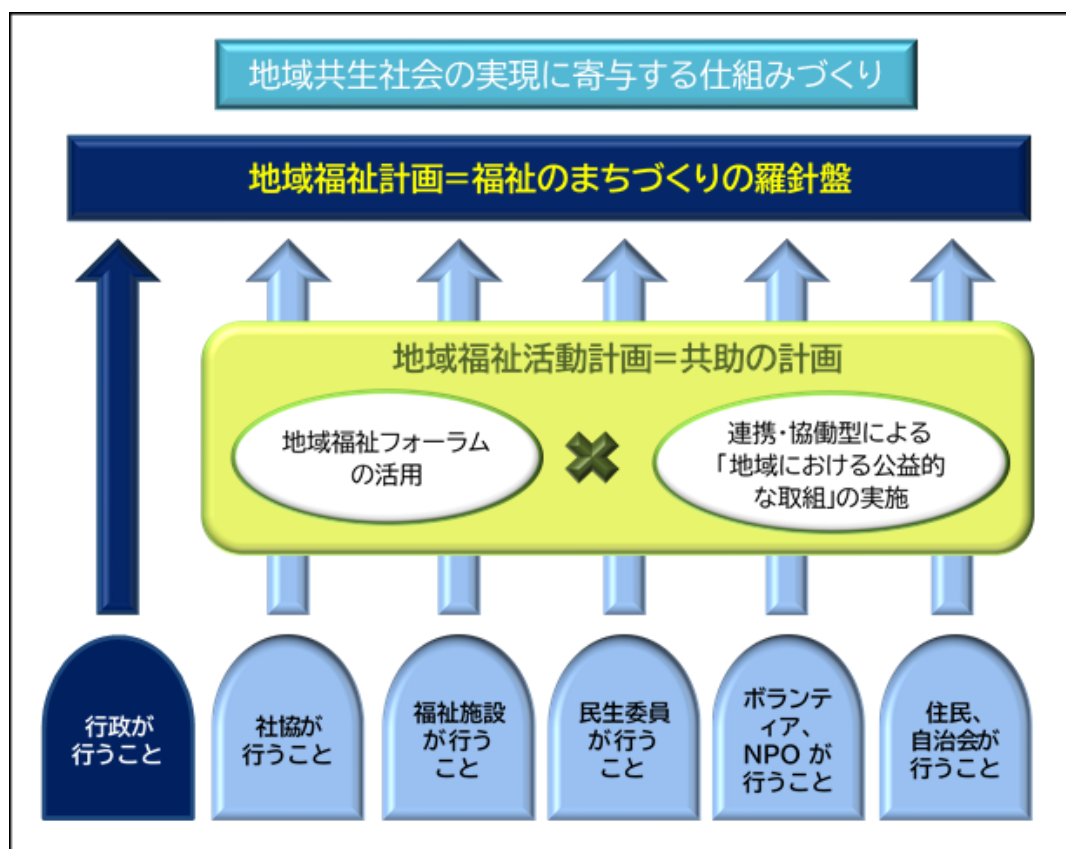 地域共生社会の実現に寄与する仕組みづくり
地域福祉計画＝福祉のまちづくりの羅針盤
地域福祉活動計画＝共助の計画
地域福祉フォーラム
の活用
連携・協働型による
「地域における公益的
な取組」の実施
行政が
行うこと
社協が
行うこと
福祉施設
が行う
こと
民生委員
が行う
こと
ボランテ
ィア、
NPO が
行うこと
住民、
自治会が
行うこと